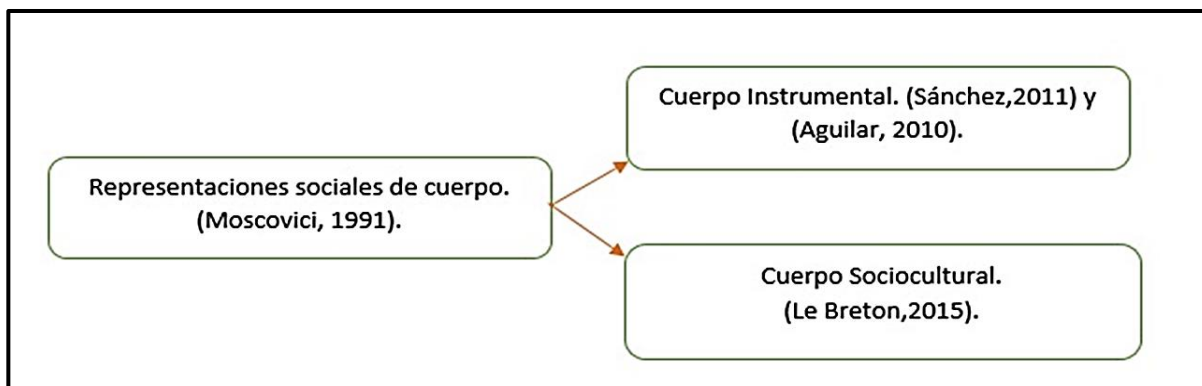 Cuerpo Instrumental. (Sánchez,2011) y
(Aguilar, 2010).
Representaciones sociales de cuerpo.
(Moscovici, 1991).
Cuerpo Sociocultural.
(Le Breton,2015).